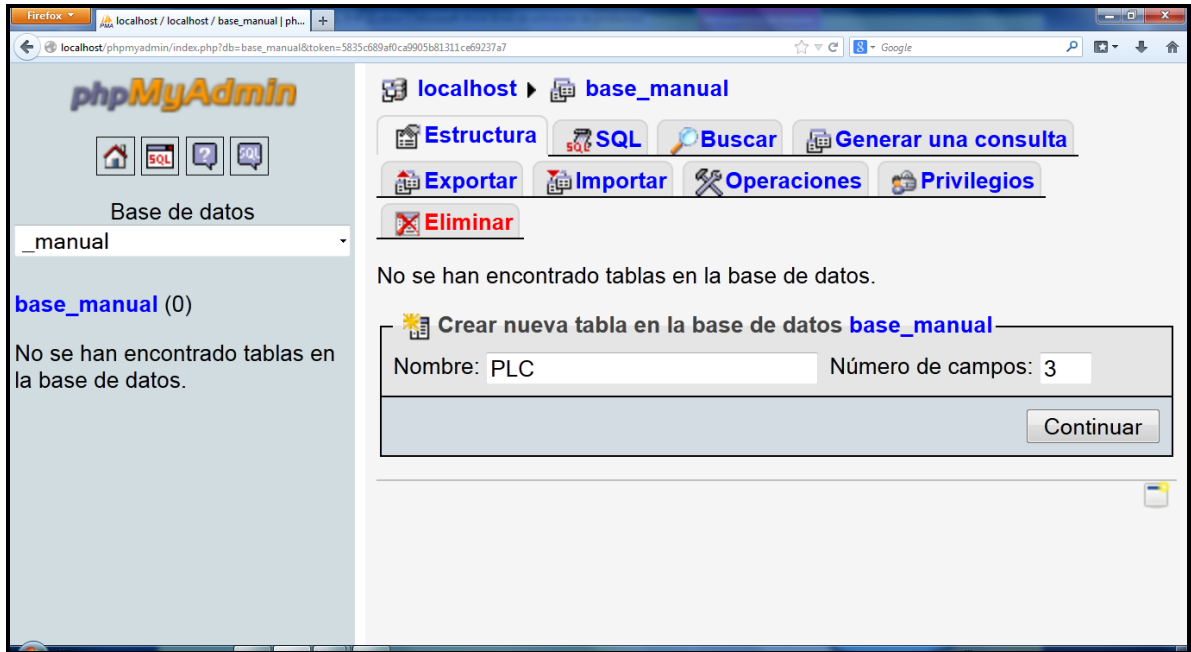 Firefox
localhost / localhost / base_manual | ph...
localhost/phpmyadmin/index.php?db=base_manual&token=5835c689af0ca9905b81311ce69237a7
Google
phpMyAdmin
SQL
Base de datos
_manual
base_manual (0)
No se han encontrado tablas en
la base de datos.
localhost base_manual
Estructura SQL Buscar Generar una consulta
Exportar Importar Operaciones Privilegios
Eliminar
No se han encontrado tablas en la base de datos.
Crear nueva tabla en la base de datos base_manual
Nombre: PLC Número de campos: 3
Continuar